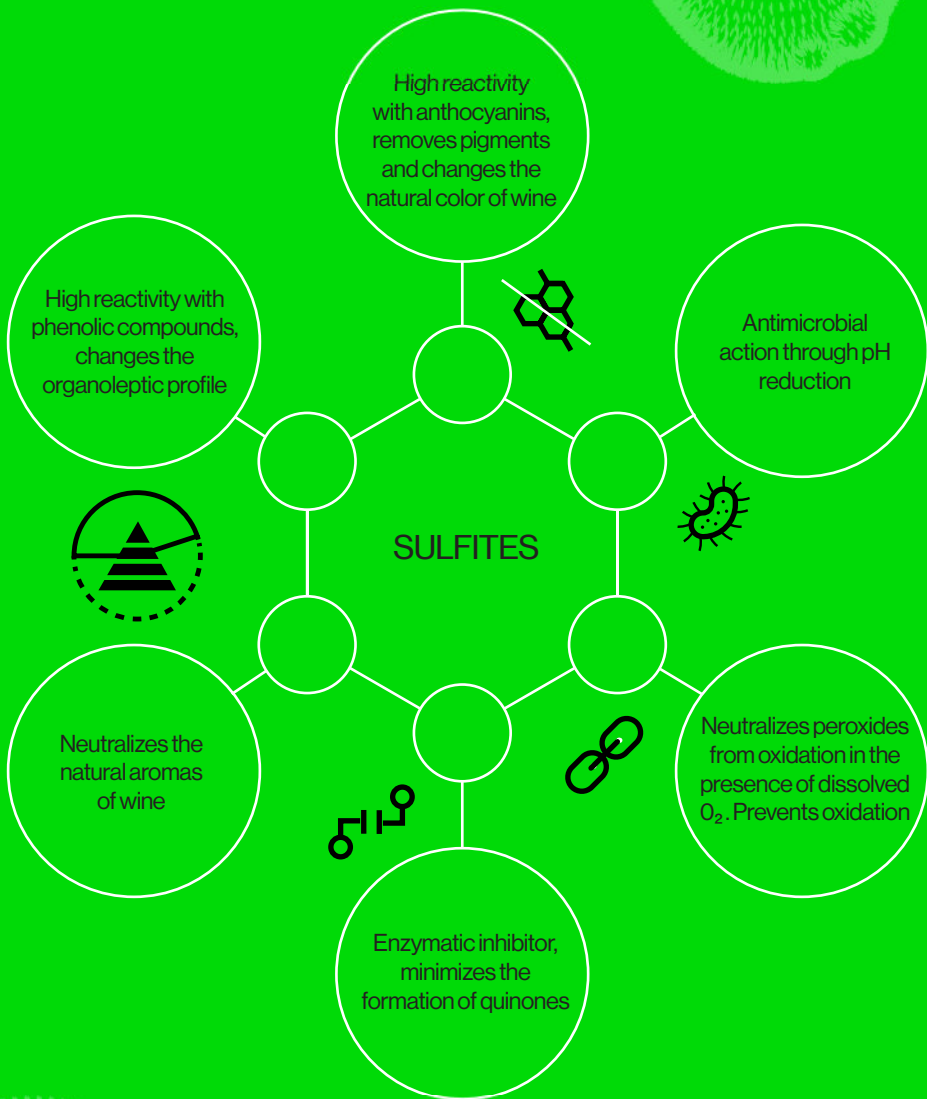 High reactivity
with anthocyanins,
removes pigments
and changes the
natural color of wine
High reactivity with
phenolic compounds,
changes the
organoleptic profile
Antimicrobial
action through pH
reduction
SULFITES
Neutralizes the
natural aromas
of wine
Neutralizes peroxides
from oxidation in the
presence of dissolved
0₂. Prevents oxidation
Enzymatic inhibitor,
minimizes the
formation of quinones